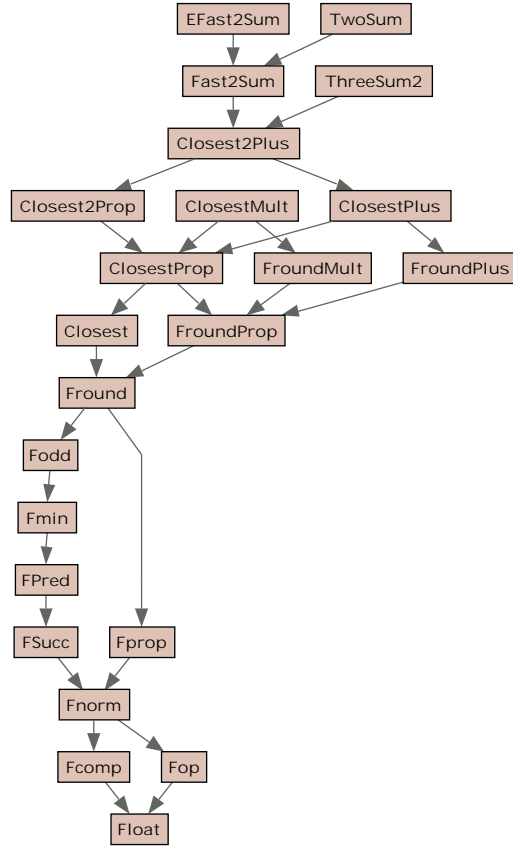 EFast2Sum
TwoSum
Fast2Sum
ThreeSum2
Closest2Plus
Closest2Prop
ClosestMult
ClosestPlus
ClosestProp
FroundMult
FroundPlus
Closest
FroundProp
Fround
Fodd
Fmin
FPred
FSucc
Fprop
Fnorm
Fcomp
Fop
Float